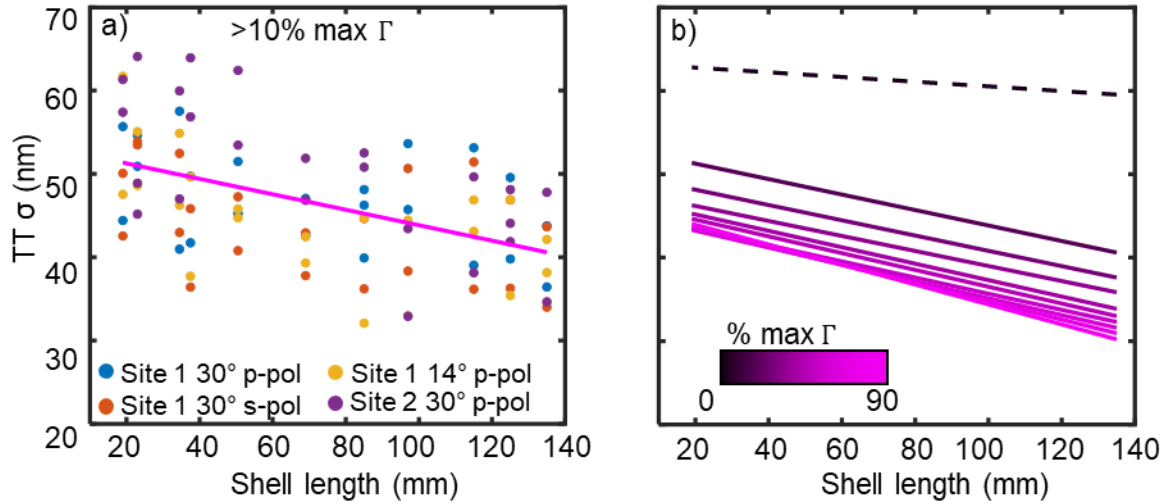 a) >10% max Γ
70
60
50
40
30
20
TT σ (nm)
Site 1 30° p-pol Site 1 14° p-pol
Site 1 30° s-pol Site 2 30° p-pol
20 40 60 80 100 120 140
Shell length (mm)
b)
% max Γ
0 90
20 40 60 80 100 120 140
Shell length (mm)